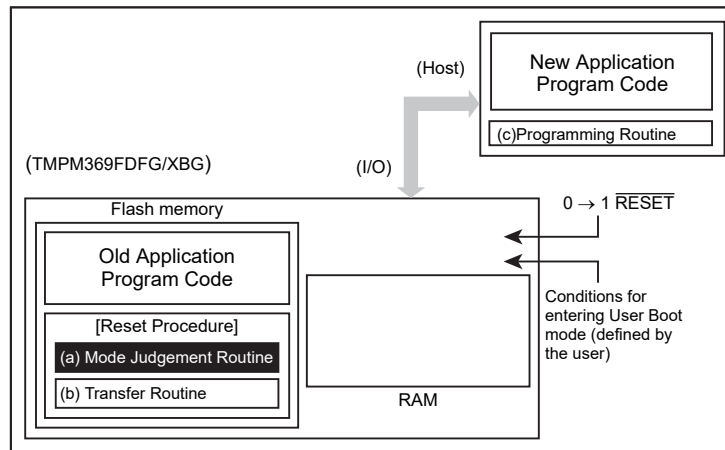 (Host)
New Application
Program Code
(c)Programming Routine
(TMPM369FDFG/XBG)
(I/O)
Flash memory
0 → 1 RESET
Old Application
Program Code
[Reset Procedure]
(a) Mode Judgement Routine
(b) Transfer Routine
RAM
Conditions for
entering User Boot
mode (defined by
the user)